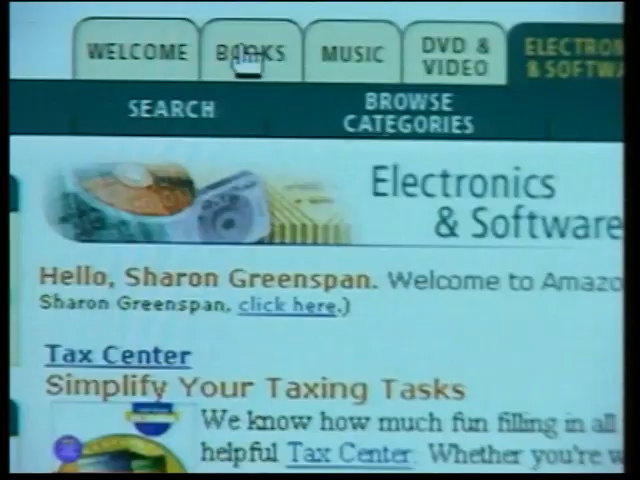 WELCOME
BOOKS
MUSIC
DVD &
VIDEO
ELECTRON
& SOFTWA
SEARCH
BROWSE
CATEGORIES
Electronics
& Software
Hello, Sharon Greenspan. Welcome to Amazo
Sharon Greenspan, click here.)
Tax Center
Simplify Your Taxing Tasks
We know how much fun filling in all
helpful Tax Center. Whether you're w